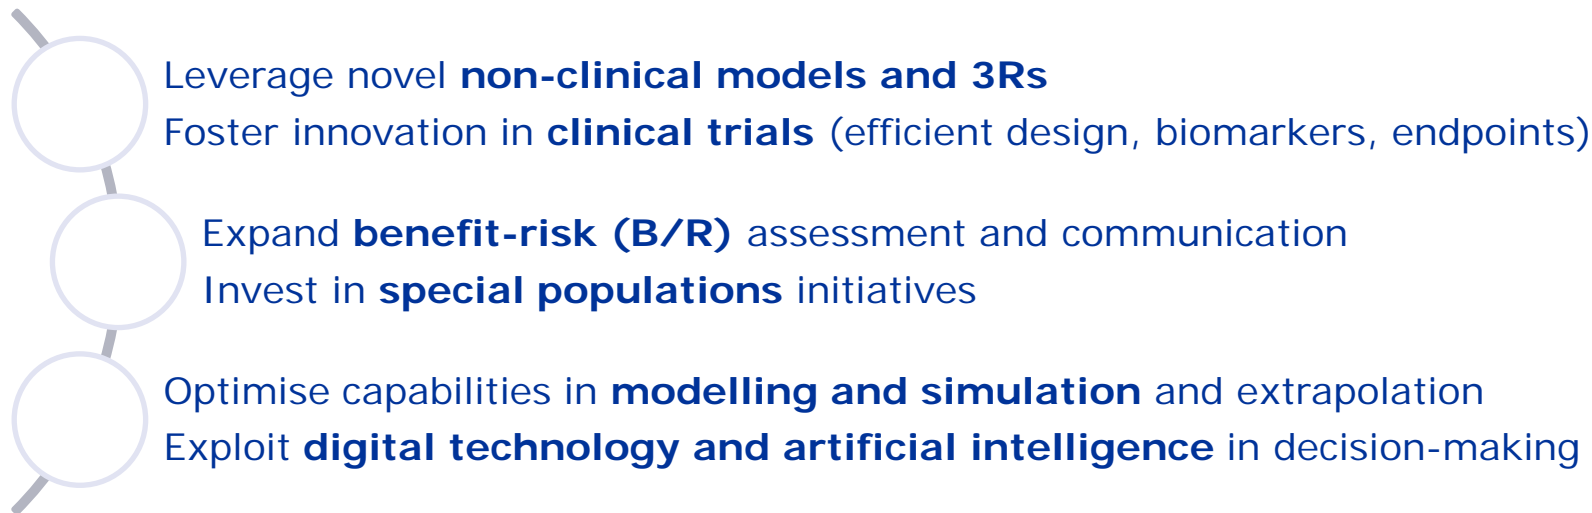 Leverage novel non-clinical models and 3Rs
Foster innovation in clinical trials (efficient design, biomarkers, endpoints)
Expand benefit-risk (B/R) assessment and communication
Invest in special populations initiatives
Optimise capabilities in modelling and simulation and extrapolation
Exploit digital technology and artificial intelligence in decision-making